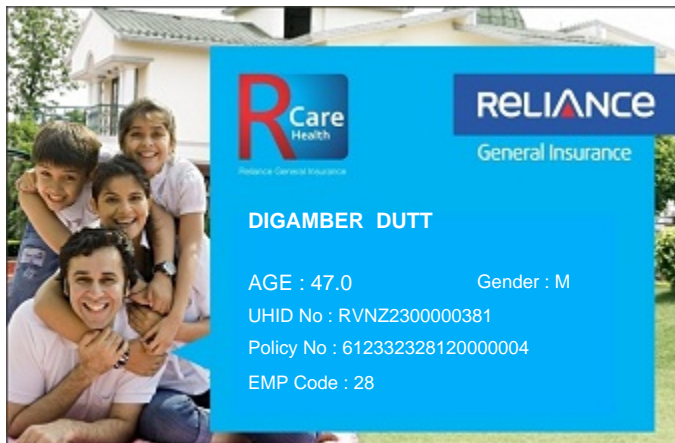 R Care
Health
Reliance General Insurance
RELIANCE
General Insurance
DIGAMBER DUTT
AGE : 47.0 Gender : M
UHID No : RVNZ2300000381
Policy No : 612332328120000004
EMP Code : 28